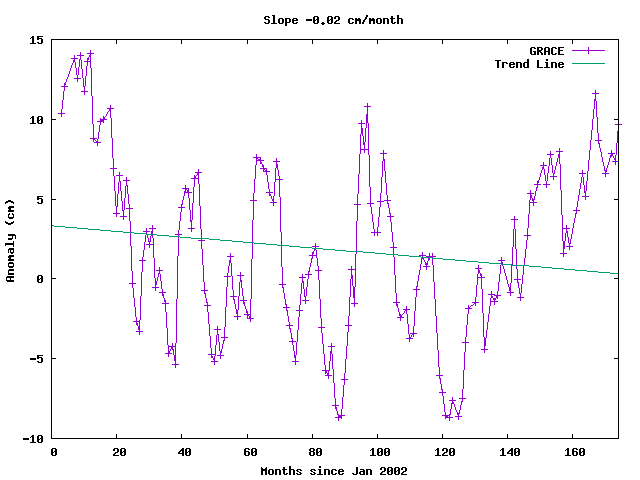 Slope -0.02 cm/month
GRACE
Trend Line
Anomaly (cm)
15
10
5
0
-5
-10
0 20 40 60 80 100 120 140 160
Months since Jan 2002